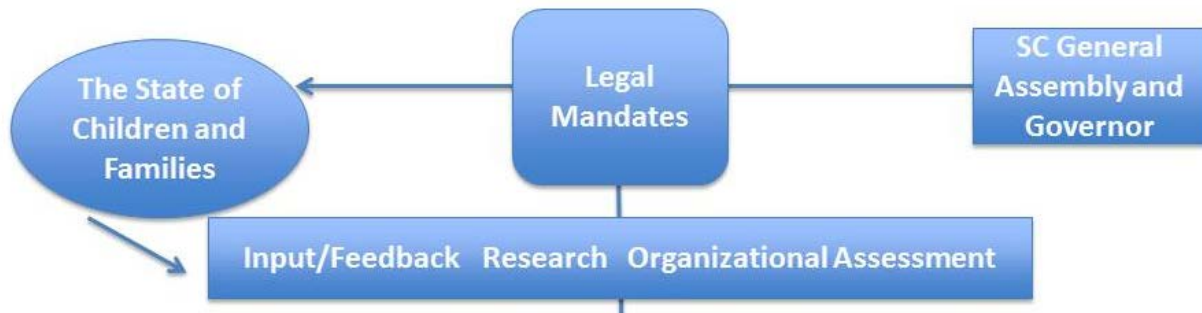 The State of
Children and
Families
Legal
Mandates
SC General
Assembly and
Governor
Input/Feedback Research Organizational Assessment